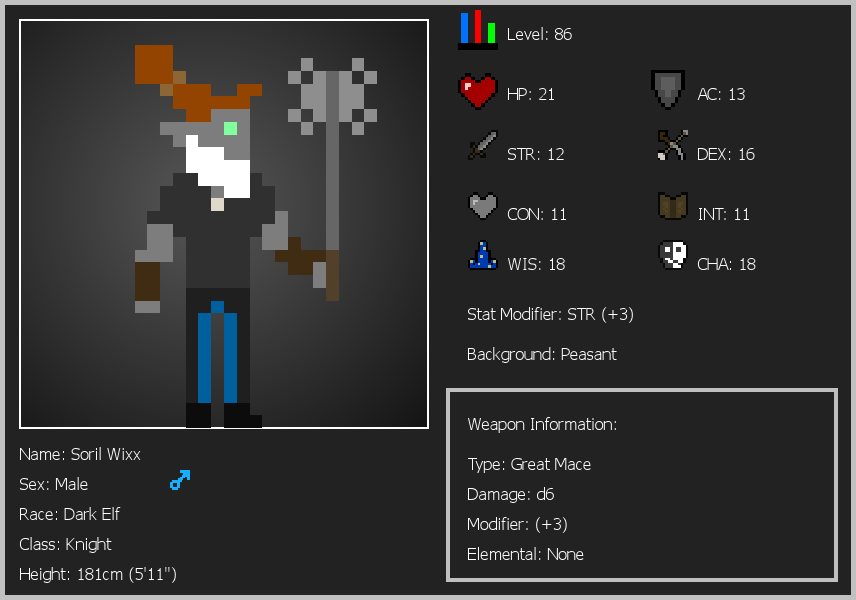 Level: 86
HP: 21
AC: 13
STR: 12
DEX: 16
CON: 11
INT: 11
WIS: 18
CHA: 18
Stat Modifier: STR (+3)
Background: Peasant
Weapon Information:
Type: Great Mace
Damage: d6
Modifier: (+3)
Elemental: None
Name: Soril Wixx
Sex: Male
Race: Dark Elf
Class: Knight
Height: 181cm (5'11")